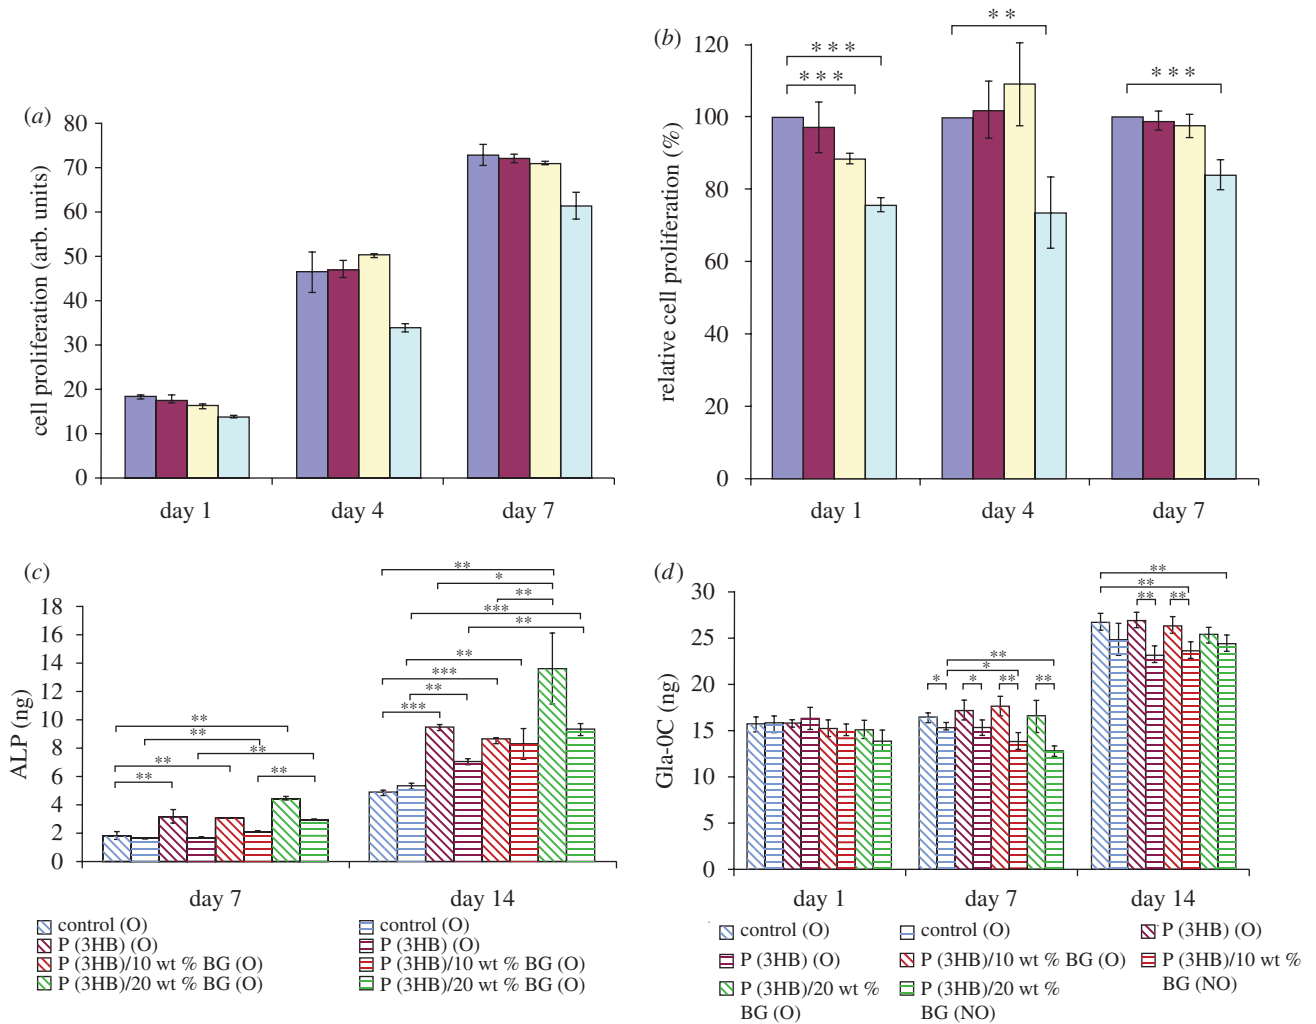 (a)
80
70
60
50
40
30
20
10
0
cell proliferation (arb. units)
day 1 day 4 day 7
(b)
120
100
80
60
40
20
0
relative cell proliferation (%)
* * *
* * *
* *
* * *
day 1 day 4 day 7
(c)
18
16
14
12
10
8
6
4
2
0
ALP (ng)
**
**
**
**
**
**
**
*
**
***
**
**
***
**
***
day 7 day 14
control (O) control (O)
P (3HB) (O) P (3HB) (O)
P (3HB)/10 wt % BG (O) P (3HB)/10 wt % BG (O)
P (3HB)/20 wt % BG (O) P (3HB)/20 wt % BG (O)
(d)
30
25
20
15
10
5
0
Gla-0C (ng)
**
*
* * ** **
**
**
** **
day 1 day 7 day 14
control (O) control (O) P (3HB) (O)
P (3HB) (O) P (3HB)/10 wt % BG (O) P (3HB)/10 wt %
BG (NO)
P (3HB)/20 wt % P (3HB)/20 wt %
BG (O) BG (NO)